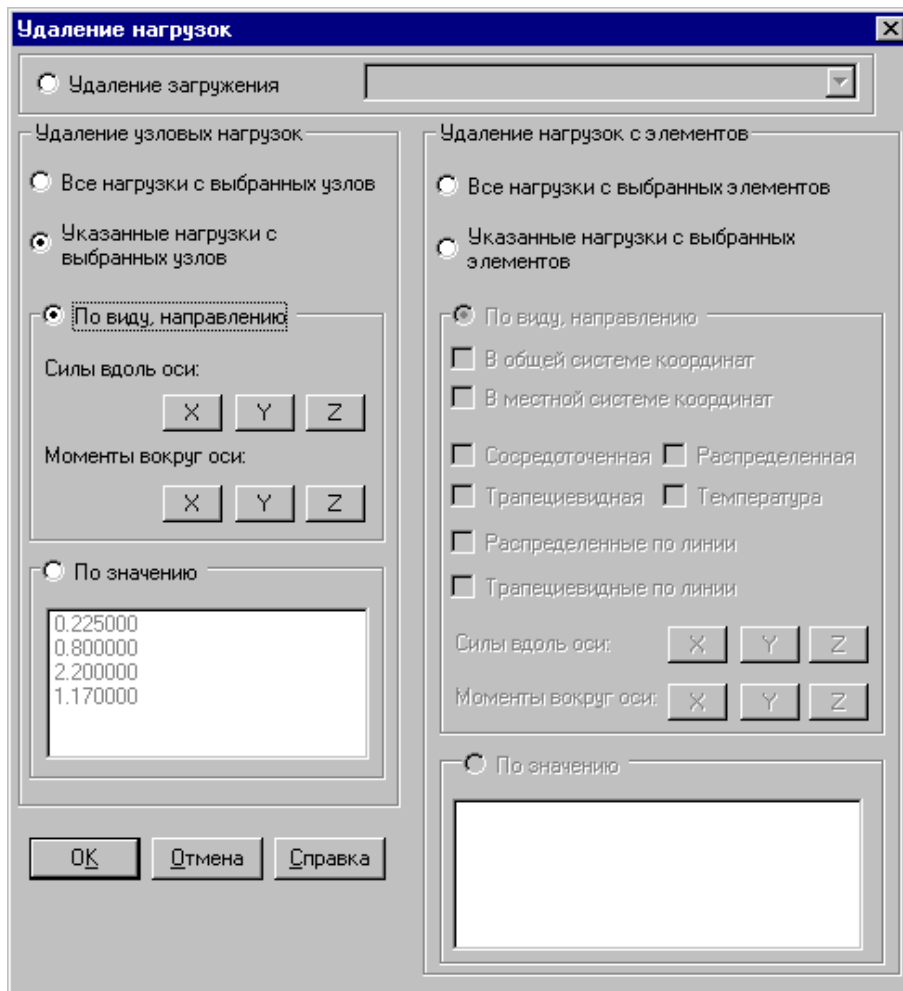 Удаление нагрузок
Удаление загружения
Удаление узловых нагрузок
Все нагрузки с выбранных узлов
Указанные нагрузки с
выбранных узлов
По виду, направлению
Силы вдоль оси:
X Y Z
Моменты вокруг оси:
X Y Z
По значению
0.225000
0.800000
2.200000
1.170000
OK Отмена Справка
Удаление нагрузок с элементов
Все нагрузки с выбранных элементов
Указанные нагрузки с выбранных
элементов
По виду, направлению
В общей системе координат
В местной системе координат
Сосредоточенная Распределенная
Трапециевидная Температура
Распределенные по линии
Трапециевидные по линии
Силы вдоль оси: X Y Z
Моменты вокруг оси: X Y Z
По значению